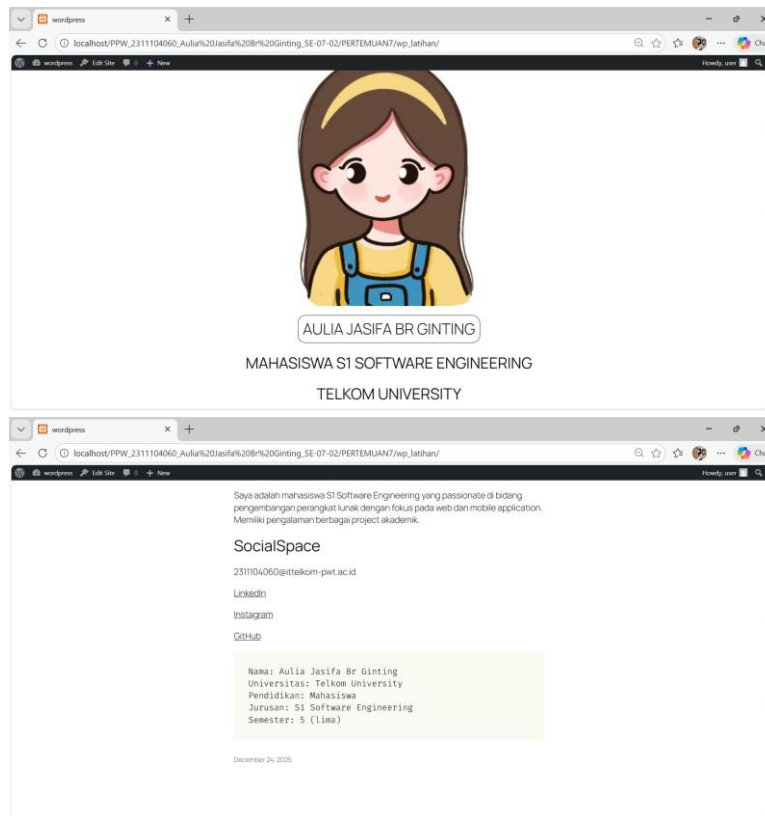 wordpress
localhost/PPW_2311104060_Aulia%20Jasifa%20Br%20Ginting_SE-07-02/PERTEMUAN7/wp_latihan/
wordpress Edit Site 0 + New Howdy, user
AULIA JASIFA BR GINTING
MAHASISWA S1 SOFTWARE ENGINEERING
TELKOM UNIVERSITY
wordpress
localhost/PPW_2311104060_Aulia%20Jasifa%20Br%20Ginting_SE-07-02/PERTEMUAN7/wp_latihan/
wordpress Edit Site 0 + New Howdy, user
Saya adalah mahasiswa S1 Software Engineering yang passionate di bidang
pengembangan perangkat lunak dengan fokus pada web dan mobile application.
Memiliki pengalaman berbagai project akademik.
SocialSpace
2311104060@ittelkom-pwt.ac.id
LinkedIn
Instagram
GitHub
Nama: Aulia Jasifa Br Ginting
Universitas: Telkom University
Pendidikan: Mahasiswa
Jurusan: S1 Software Engineering
Semester: 5 (lima)
December 24, 2025